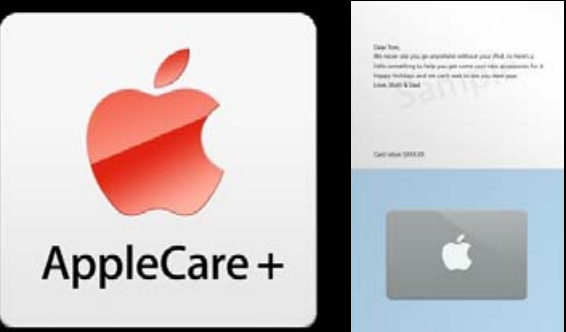 AppleCare +
Dear Tom,
We never see you go anywhere without your iPod. So here's a
little something to help you get some cool new accessories for it.
Happy Holidays and we can't wait to see you next year.
Love, Mom & Dad
Sample
Card value: $XXX.XX